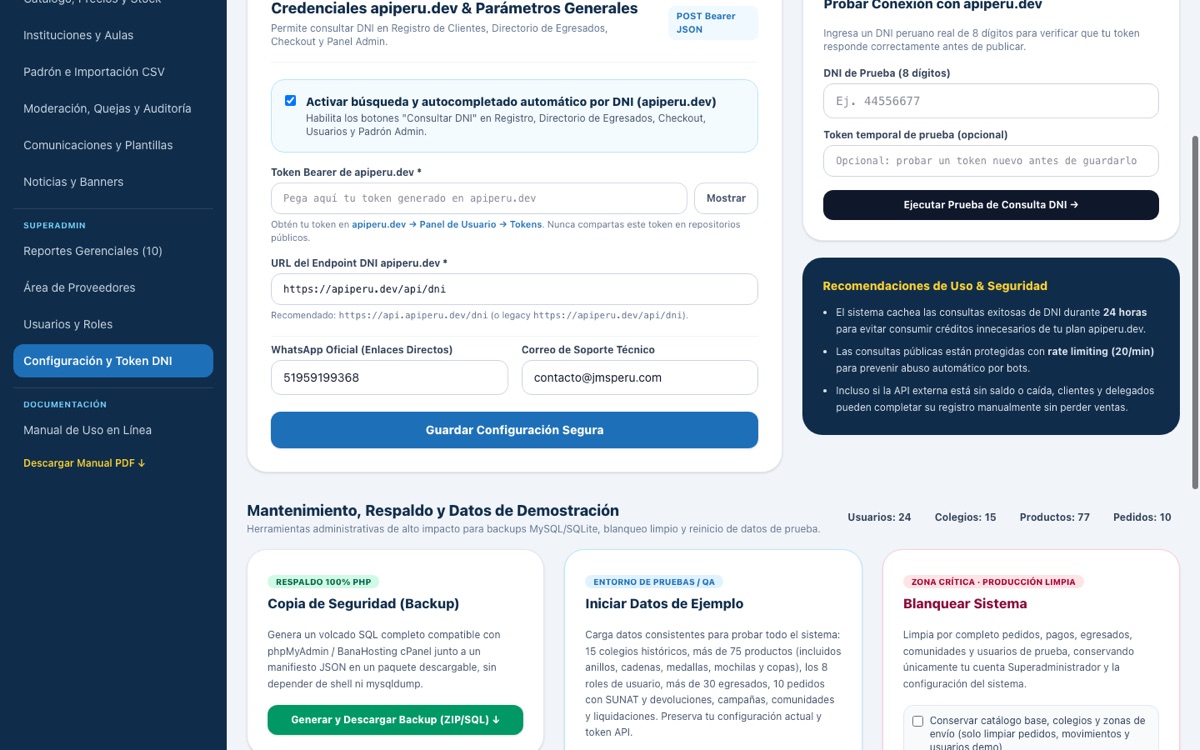 Catálogo, Precios y Stock
Instituciones y Aulas
Padrón e Importación CSV
Moderación, Quejas y Auditoría
Comunicaciones y Plantillas
Noticias y Banners
SUPERADMIN
Reportes Gerenciales (10)
Área de Proveedores
Usuarios y Roles
Configuración y Token DNI
DOCUMENTACIÓN
Manual de Uso en Línea
Descargar Manual PDF ↓
Credenciales apiperu.dev & Parámetros Generales
Permite consultar DNI en Registro de Clientes, Directorio de Egresados,
Checkout y Panel Admin.
POST Bearer
JSON
Activar búsqueda y autocompletado automático por DNI (apiperu.dev)
Habilita los botones "Consultar DNI" en Registro, Directorio de Egresados, Checkout,
Usuarios y Padrón Admin.
Token Bearer de apiperu.dev *
Pega aquí tu token generado en apiperu.dev
Mostrar
Obtén tu token en apiperu.dev → Panel de Usuario → Tokens. Nunca compartas este token en repositorios
públicos.
URL del Endpoint DNI apiperu.dev *
https://apiperu.dev/api/dni
Recomendado: https://api.apiperu.dev/dni (o legacy https://apiperu.dev/api/dni).
WhatsApp Oficial (Enlaces Directos)
51959199368
Correo de Soporte Técnico
contacto@jmsperu.com
Guardar Configuración Segura
Probar Conexión con apiperu.dev
Ingresa un DNI peruano real de 8 dígitos para verificar que tu token
responde correctamente antes de publicar.
DNI de Prueba (8 dígitos)
Ej. 44556677
Token temporal de prueba (opcional)
Opcional: probar un token nuevo antes de guardarlo
Ejecutar Prueba de Consulta DNI →
Recomendaciones de Uso & Seguridad
• El sistema cachea las consultas exitosas de DNI durante 24 horas
para evitar consumir créditos innecesarios de tu plan apiperu.dev.
• Las consultas públicas están protegidas con rate limiting (20/min)
para prevenir abuso automático por bots.
• Incluso si la API externa está sin saldo o caída, clientes y delegados
pueden completar su registro manualmente sin perder ventas.
Mantenimiento, Respaldo y Datos de Demostración
Herramientas administrativas de alto impacto para backups MySQL/SQLite, blanqueo limpio y reinicio de datos de prueba.
Usuarios: 24
Colegios: 15
Productos: 77
Pedidos: 10
RESPALDO 100% PHP
Copia de Seguridad (Backup)
Genera un volcado SQL completo compatible con
phpMyAdmin / BanaHosting cPanel junto a un
manifiesto JSON en un paquete descargable, sin
depender de shell ni mysqldump.
Generar y Descargar Backup (ZIP/SQL) ↓
ENTORNO DE PRUEBAS / QA
Iniciar Datos de Ejemplo
Carga datos consistentes para probar todo el sistema:
15 colegios históricos, más de 75 productos (incluidos
anillos, cadenas, medallas, mochilas y copas), los 8
roles de usuario, más de 30 egresados, 10 pedidos
con SUNAT y devoluciones, campañas, comunidades
y liquidaciones. Preserva tu configuración actual y
token API.
ZONA CRÍTICA · PRODUCCIÓN LIMPIA
Blanquear Sistema
Limpia por completo pedidos, pagos, egresados,
comunidades y usuarios de prueba, conservando
únicamente tu cuenta Superadministrador y la
configuración del sistema.
Conservar catálogo base, colegios y zonas de
envío (solo limpiar pedidos, movimientos y
usuarios demo)